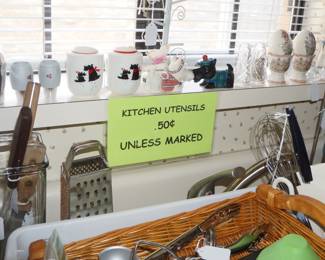 KITCHEN UTENSILS
.50¢
UNLESS MARKED